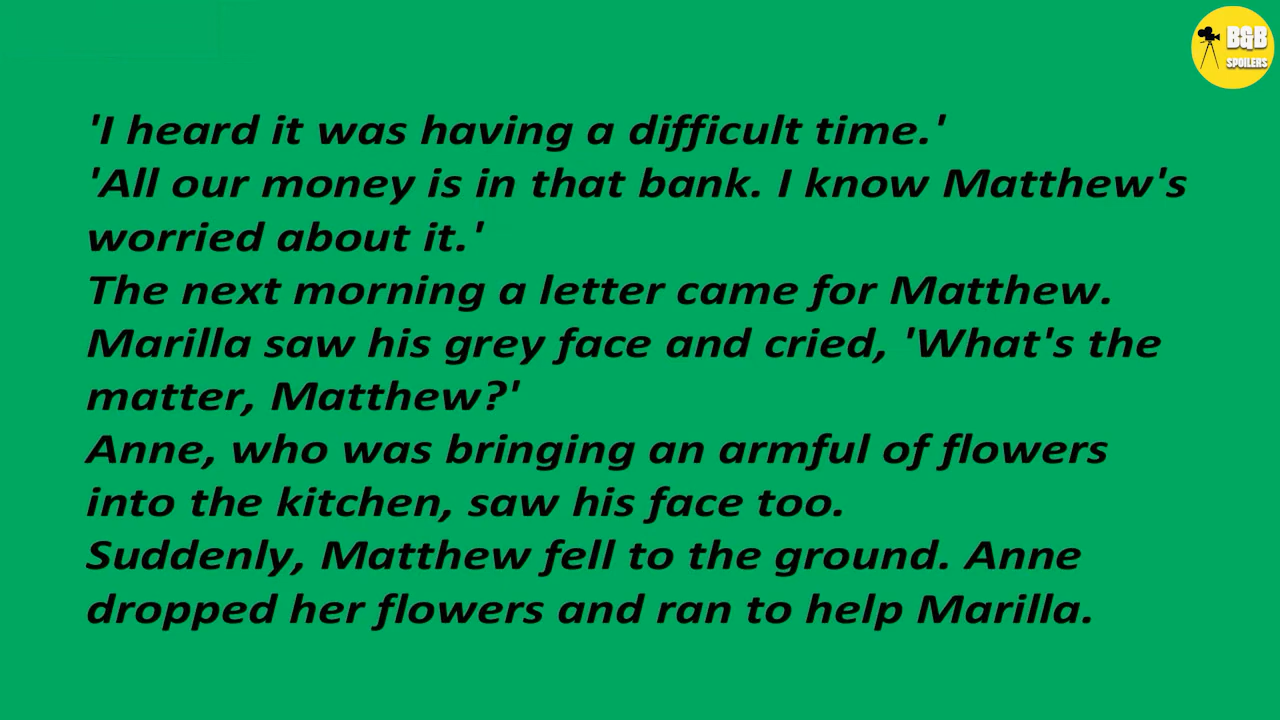 B&B
SPOILERS
'I heard it was having a difficult time.'
'All our money is in that bank. I know Matthew's
worried about it.'
The next morning a letter came for Matthew.
Marilla saw his grey face and cried, 'What's the
matter, Matthew?'
Anne, who was bringing an armful of flowers
into the kitchen, saw his face too.
Suddenly, Matthew fell to the ground. Anne
dropped her flowers and ran to help Marilla.